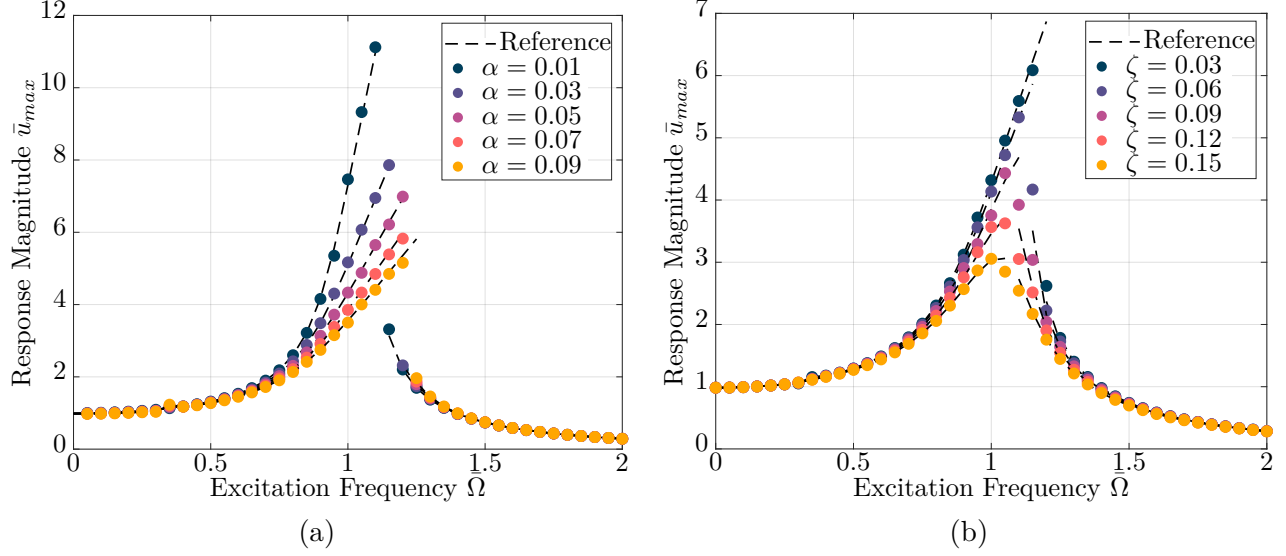 12
10
8
6
4
2
0
Response Magnitude ū_max
Reference
α = 0.01
α = 0.03
α = 0.05
α = 0.07
α = 0.09
0 0.5 1 1.5 2
Excitation Frequency Ω̄
(a)
7
6
5
4
3
2
1
0
Response Magnitude ū_max
Reference
ζ = 0.03
ζ = 0.06
ζ = 0.09
ζ = 0.12
ζ = 0.15
0 0.5 1 1.5 2
Excitation Frequency Ω̄
(b)